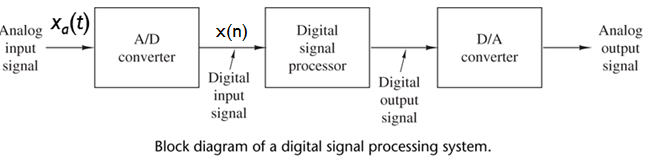 Analog
input
signal
xₐ(t)
A/D
converter
x(n)
Digital
input
signal
Digital
signal
processor
Digital
output
signal
D/A
converter
Analog
output
signal
Block diagram of a digital signal processing system.